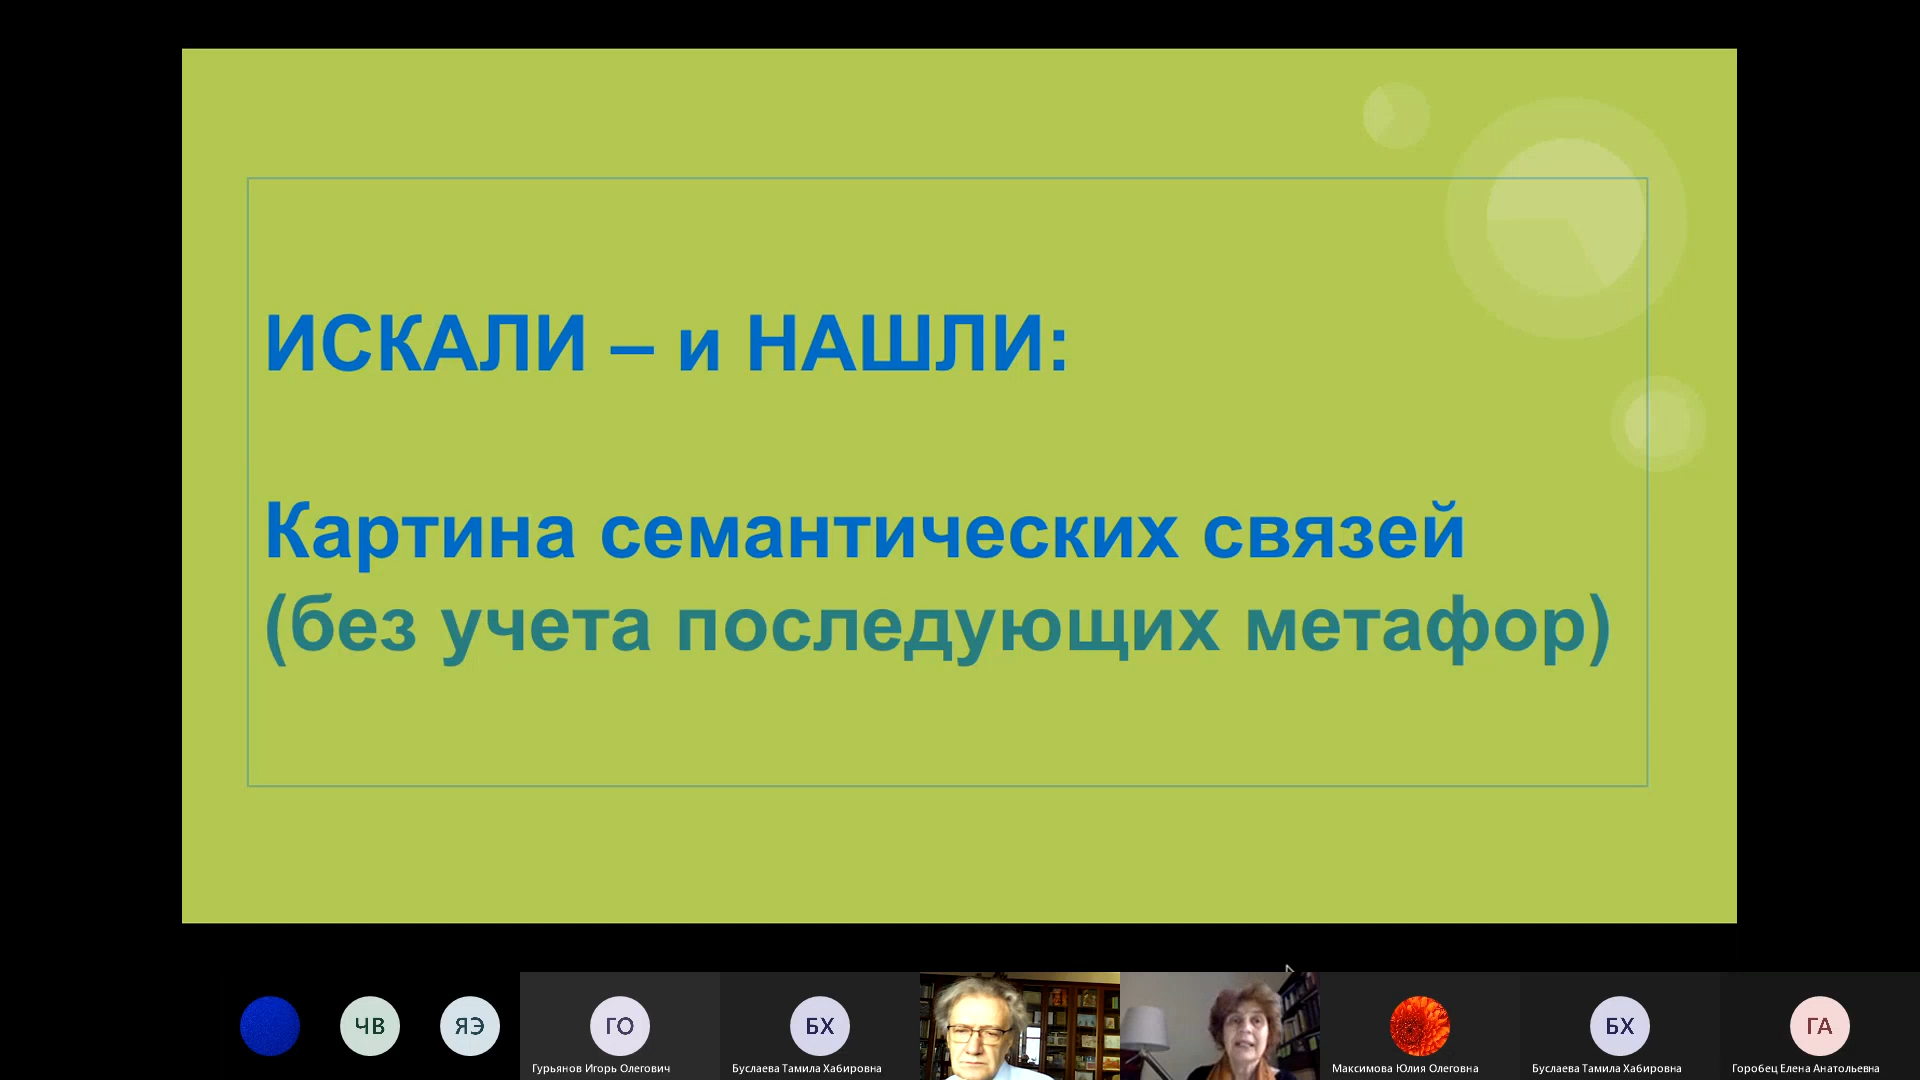 ИСКАЛИ – и НАШЛИ:
Картина семантических связей
(без учета последующих метафор)
ЧВ
ЯЭ
ГО
БХ
БХ
ГА
Гурьянов Игорь Олегович
Буслаева Тамила Хабировна
Максимова Юлия Олеговна
Буслаева Тамила Хабировна
Горобец Елена Анатольевна